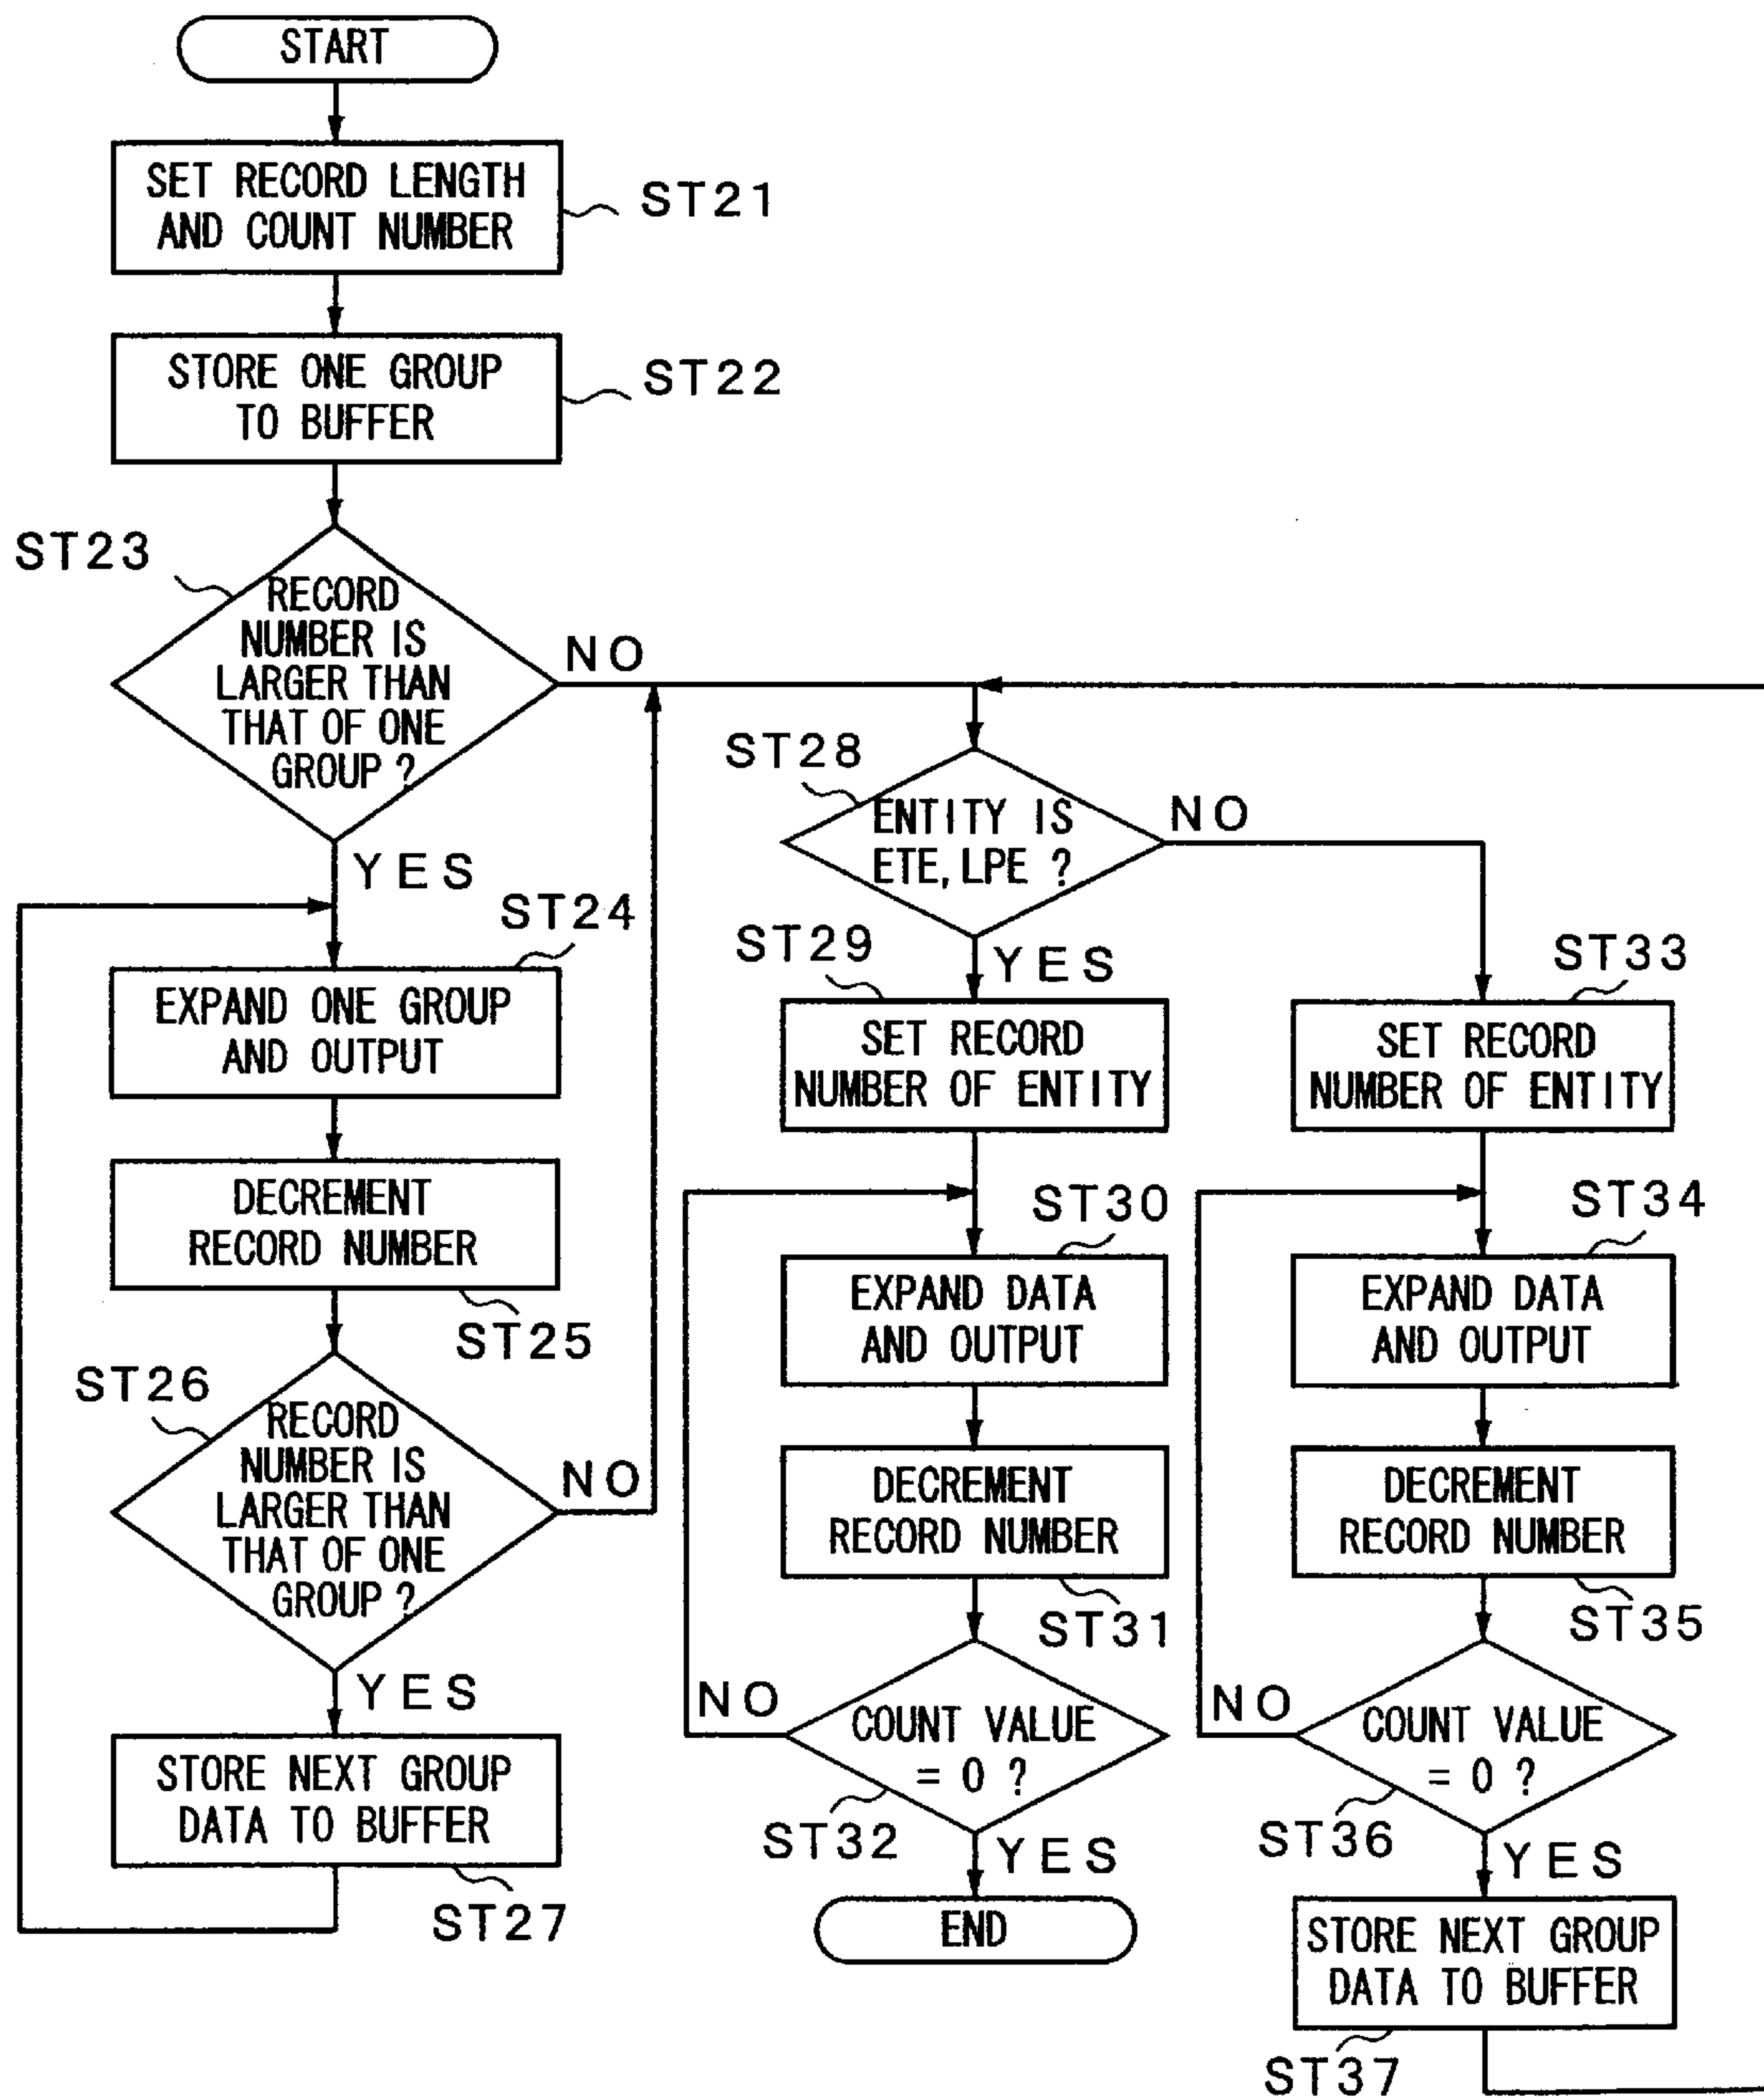 START
SET RECORD LENGTH
AND COUNT NUMBER
ST21
STORE ONE GROUP
TO BUFFER
ST22
ST23
RECORD
NUMBER IS
LARGER THAN
THAT OF ONE
GROUP ?
NO
YES
ST24
EXPAND ONE GROUP
AND OUTPUT
DECREMENT
RECORD NUMBER
ST25
ST26
RECORD
NUMBER IS
LARGER THAN
THAT OF ONE
GROUP ?
NO
YES
STORE NEXT GROUP
DATA TO BUFFER
ST27
ST28
ENTITY IS
ETE, LPE ?
NO
YES
ST29
SET RECORD
NUMBER OF ENTITY
ST30
EXPAND DATA
AND OUTPUT
DECREMENT
RECORD NUMBER
ST31
NO
COUNT VALUE
= 0 ?
ST32
YES
END
ST33
SET RECORD
NUMBER OF ENTITY
ST34
EXPAND DATA
AND OUTPUT
DECREMENT
RECORD NUMBER
ST35
NO
COUNT VALUE
= 0 ?
ST36
YES
STORE NEXT GROUP
DATA TO BUFFER
ST37